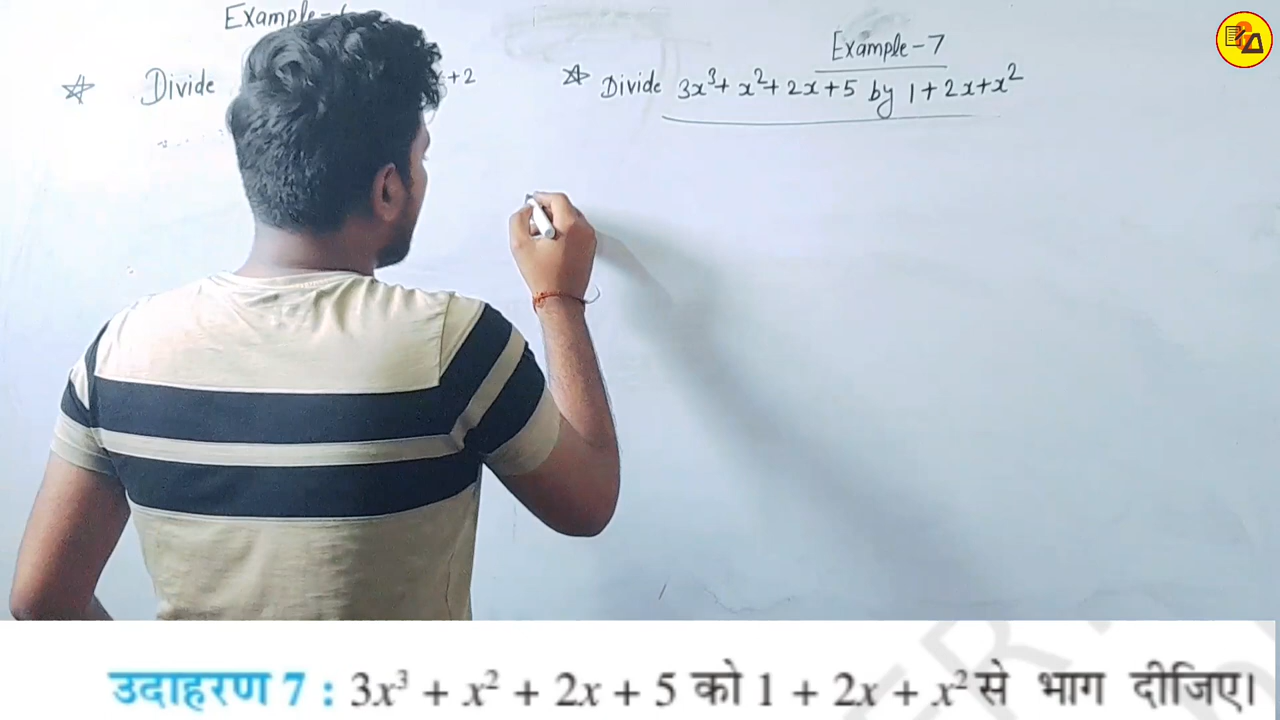 Example-
Divide x+2
Example-7
Divide 3x³+ x²+ 2x+5 by 1+2x+x²
उदाहरण 7 : 3x³ + x² + 2x + 5 को 1 + 2x + x² से भाग दीजिए।